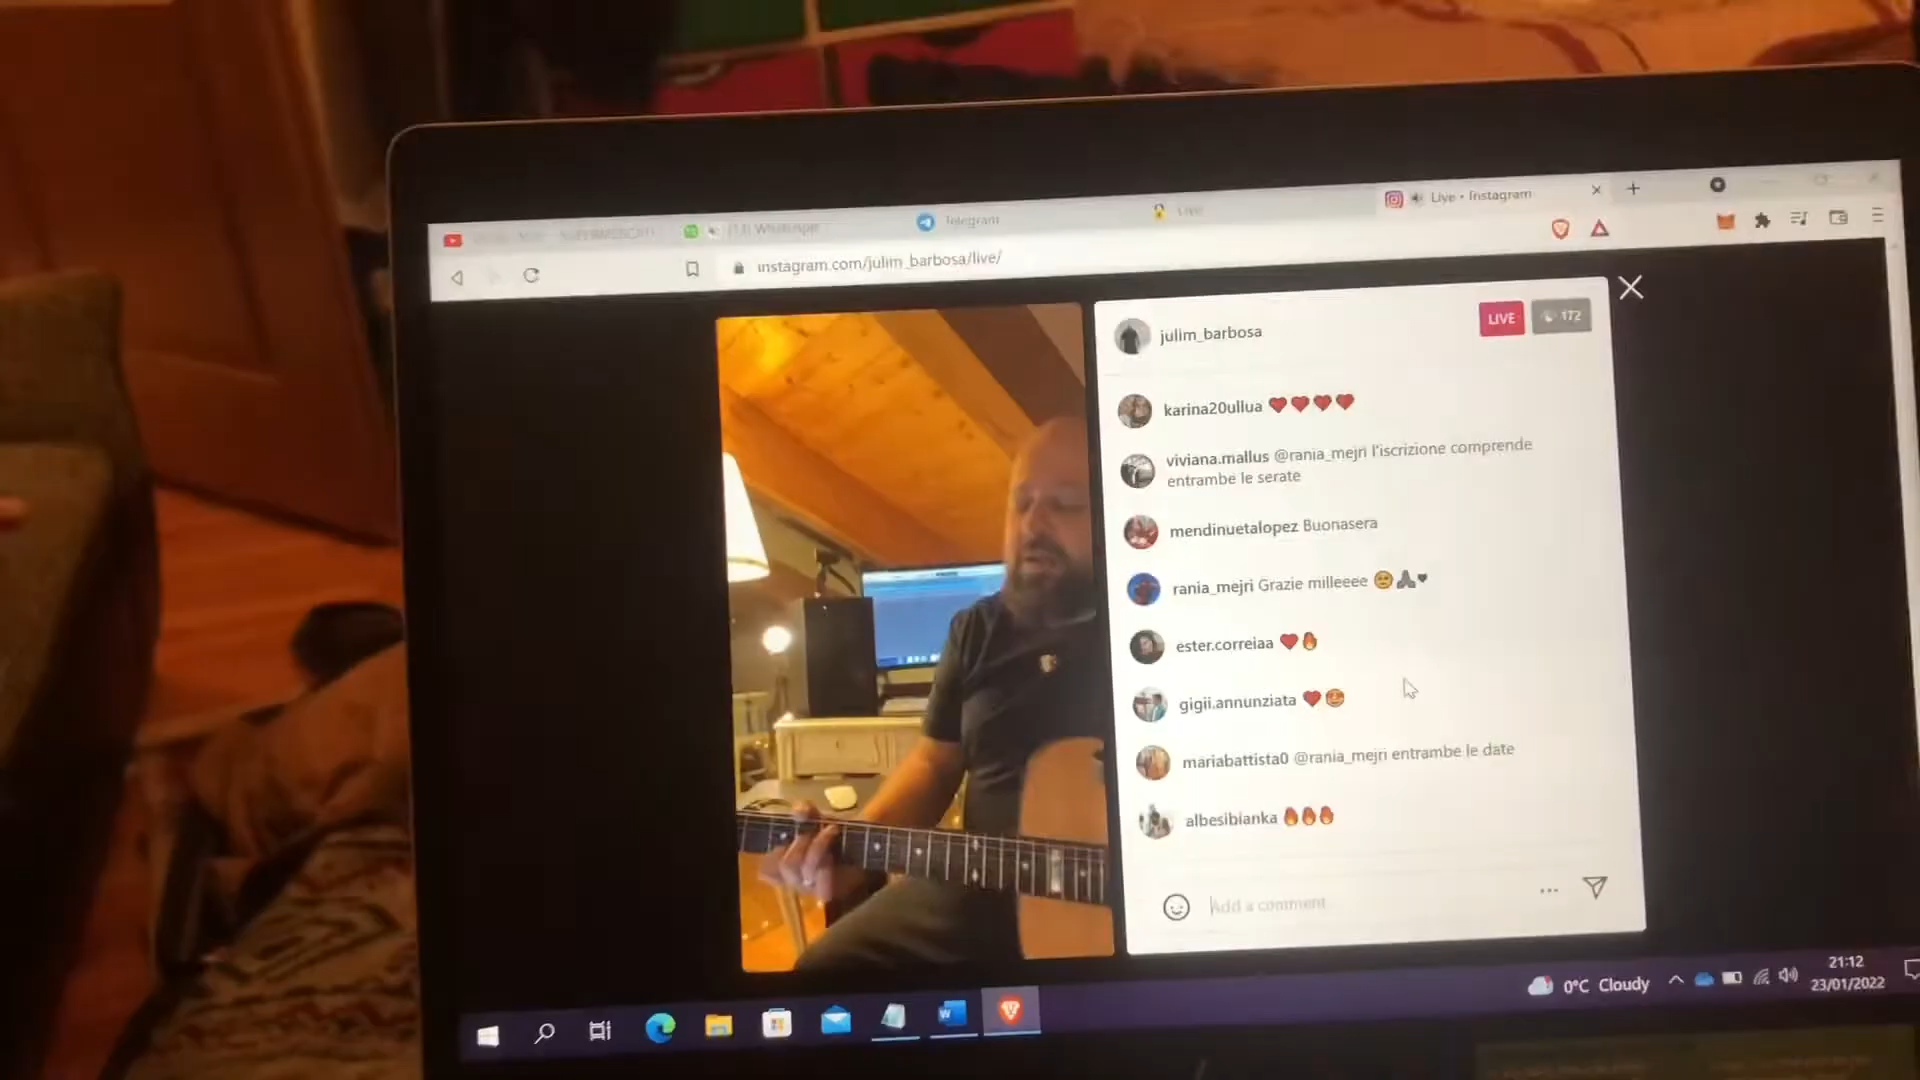 Telegram
Live
Live • Instagram
instagram.com/julim_barbosa/live/
julim_barbosa
LIVE
172
karina20ullua ❤❤❤❤
viviana.mallus @rania_mejri l'iscrizione comprende
entrambe le serate
mendinuetalopez Buonasera
rania_mejri Grazie milleeee
ester.correiaa ❤🔥
gigii.annunziata ❤🤩
mariabattista0 @rania_mejri entrambe le date
albesibianka 🔥🔥🔥
Add a comment...
0°C Cloudy
21:12
23/01/2022